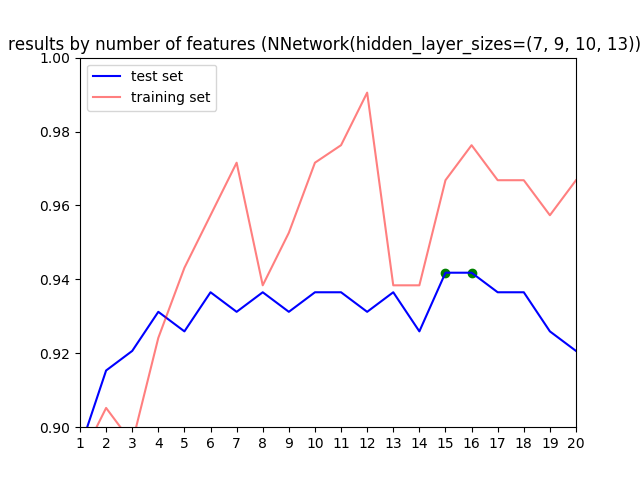 results by number of features (NNetwork(hidden_layer_sizes=(7, 9, 10, 13))
1.00
test set
training set
0.98
0.96
0.94
0.92
0.90
1 2 3 4 5 6 7 8 9 10 11 12 13 14 15 16 17 18 19 20